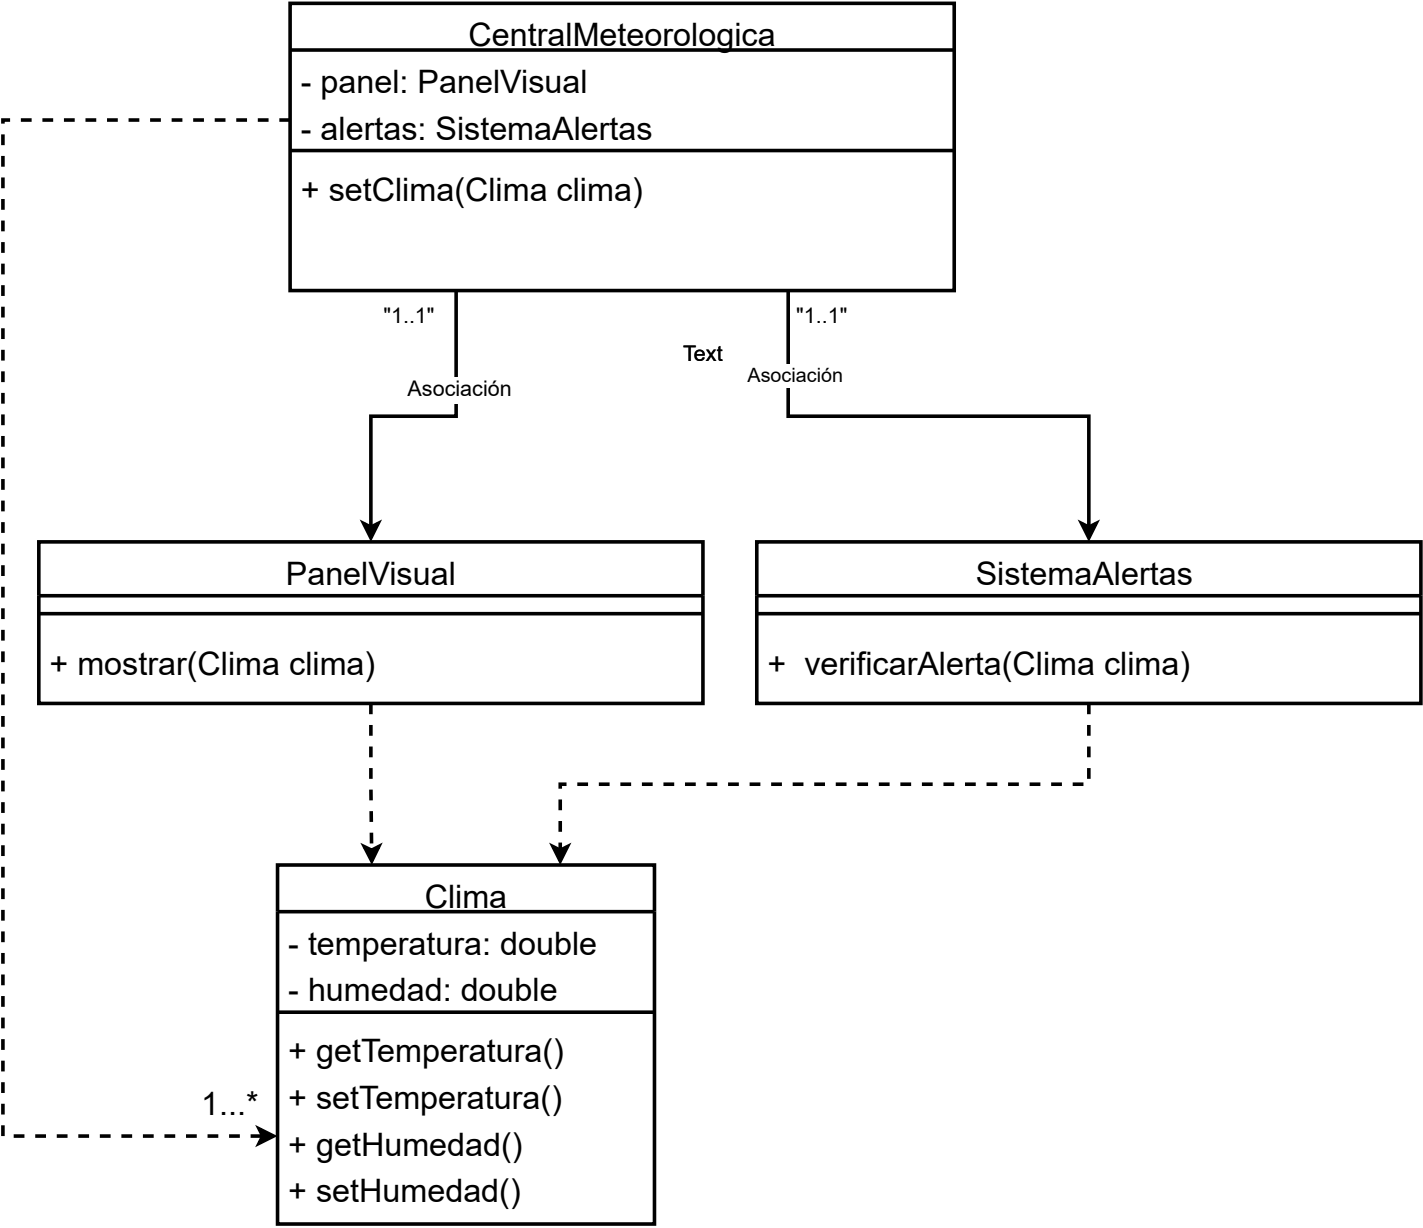 CentralMeteorologica
- panel: PanelVisual
- alertas: SistemaAlertas
+ setClima(Clima clima)
"1..1"
"1..1"
Text
Asociación
Asociación
PanelVisual
+ mostrar(Clima clima)
SistemaAlertas
+  verificarAlerta(Clima clima)
Clima
- temperatura: double
- humedad: double
+ getTemperatura()
+ setTemperatura()
+ getHumedad()
+ setHumedad()
1...*